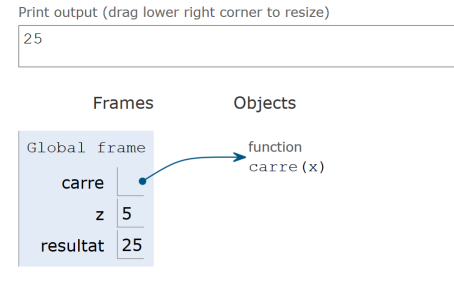 Print output (drag lower right corner to resize)
25
Frames Objects
Global frame
function
carre(x)
carre
z 5
resultat 25